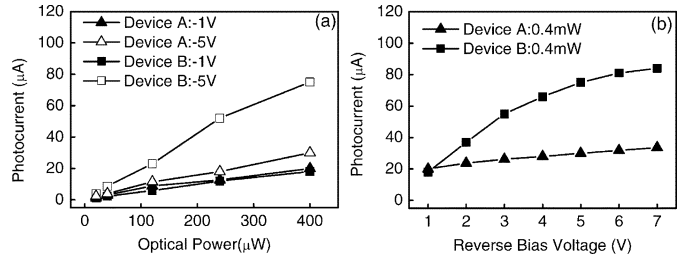 (a)
Device A:-1V
Device A:-5V
Device B:-1V
Device B:-5V
Photocurrent (μA)
120
100
80
60
40
20
0
0
100
200
300
400
Optical Power(μW)
(b)
Device A:0.4mW
Device B:0.4mW
Photocurrent (μA)
120
100
80
60
40
20
0
1
2
3
4
5
6
7
Reverse Bias Voltage (V)